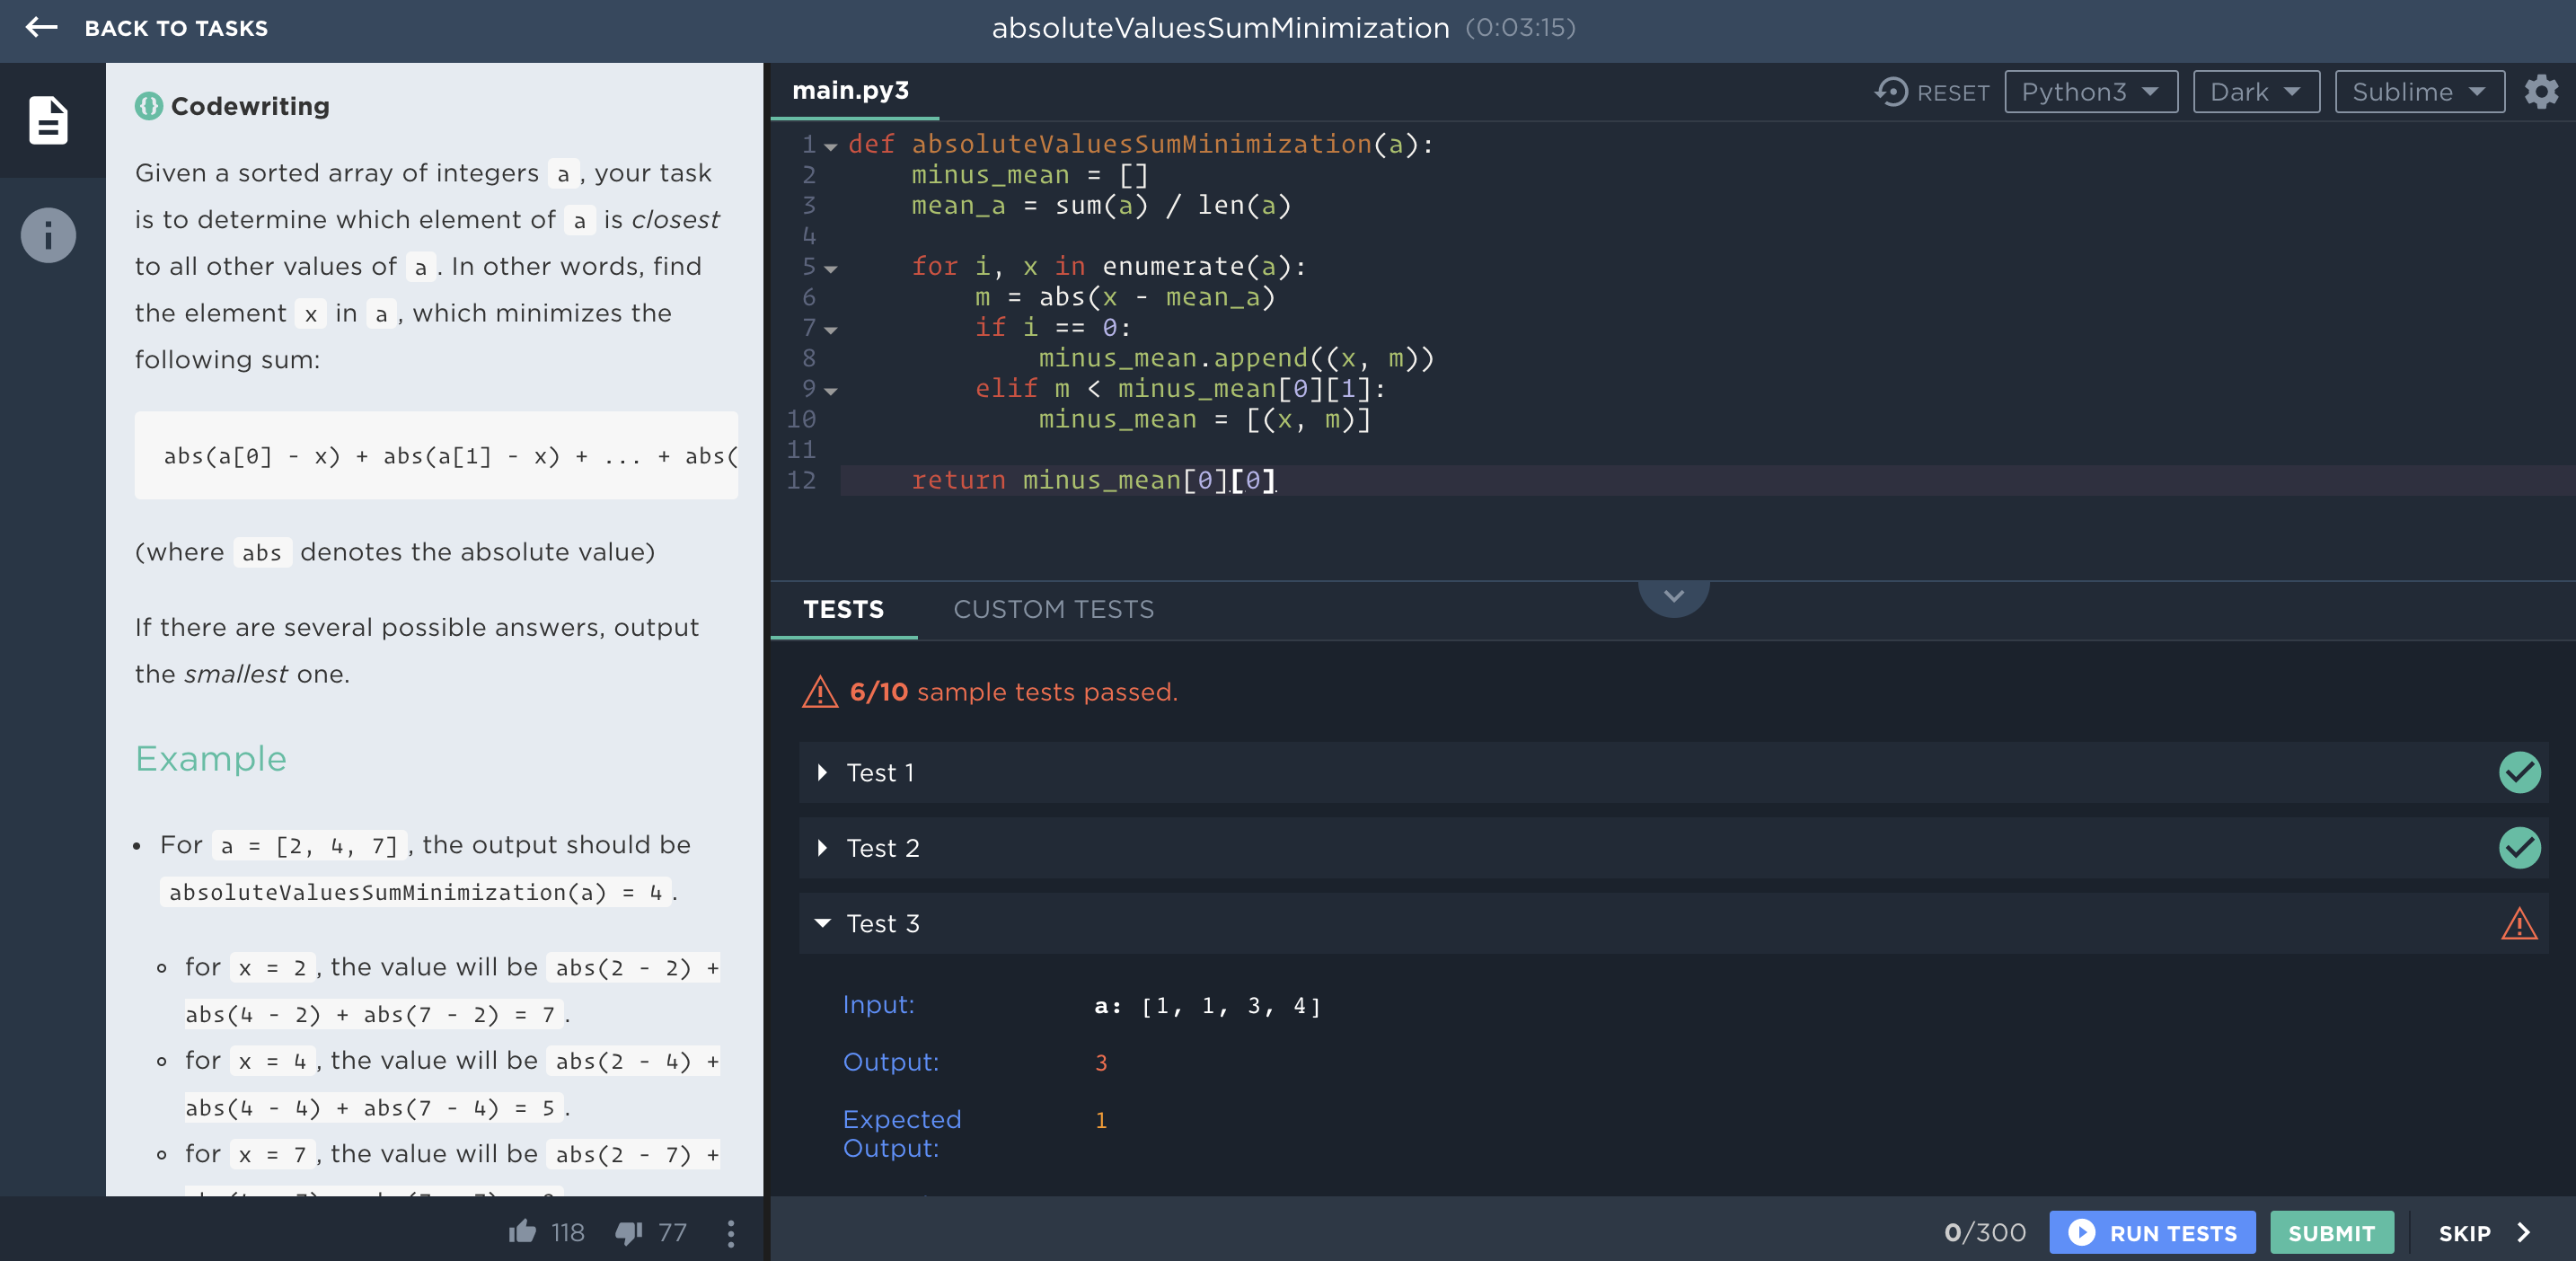 BACK TO TASKS
absoluteValuesSumMinimization (0:03:15)
Codewriting
Given a sorted array of integers a, your task
is to determine which element of a is closest
to all other values of a. In other words, find
the element x in a, which minimizes the
following sum:
abs(a[0] - x) + abs(a[1] - x) + ... + abs(
(where abs denotes the absolute value)
If there are several possible answers, output
the smallest one.
Example
• For a = [2, 4, 7], the output should be
absoluteValuesSumMinimization(a) = 4.
for x = 2, the value will be abs(2 - 2) +
abs(4 - 2) + abs(7 - 2) = 7.
for x = 4, the value will be abs(2 - 4) +
abs(4 - 4) + abs(7 - 4) = 5.
for x = 7, the value will be abs(2 - 7) +
118 77
main.py3
RESET Python3 Dark Sublime
1 def absoluteValuesSumMinimization(a):
2     minus_mean = []
3     mean_a = sum(a) / len(a)
4
5     for i, x in enumerate(a):
6         m = abs(x - mean_a)
7         if i == 0:
8             minus_mean.append((x, m))
9         elif m < minus_mean[0][1]:
10             minus_mean = [(x, m)]
11
12     return minus_mean[0][0]
TESTS CUSTOM TESTS
6/10 sample tests passed.
Test 1
Test 2
Test 3
Input: a: [1, 1, 3, 4]
Output: 3
Expected 1
Output:
0/300 RUN TESTS SUBMIT SKIP